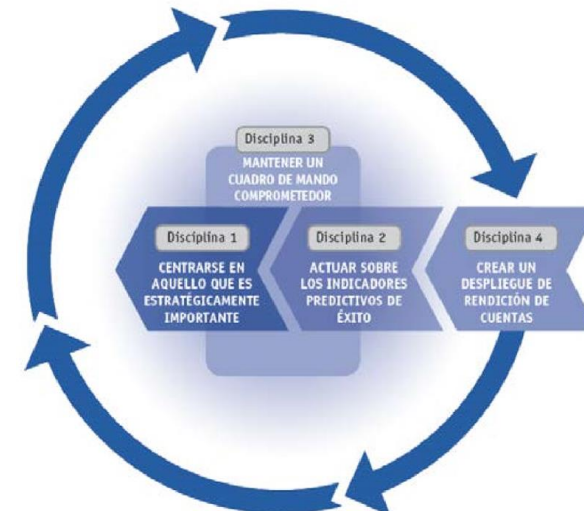 Disciplina 3
MANTENER UN
CUADRO DE MANDO
COMPROMETEDOR
Disciplina 1
CENTRARSE EN
AQUELLO QUE ES
ESTRATÉGICAMENTE
IMPORTANTE
Disciplina 2
ACTUAR SOBRE
LOS INDICADORES
PREDICTIVOS DE
ÉXITO
Disciplina 4
CREAR UN
DESPLIEGUE DE
RENDICIÓN DE
CUENTAS